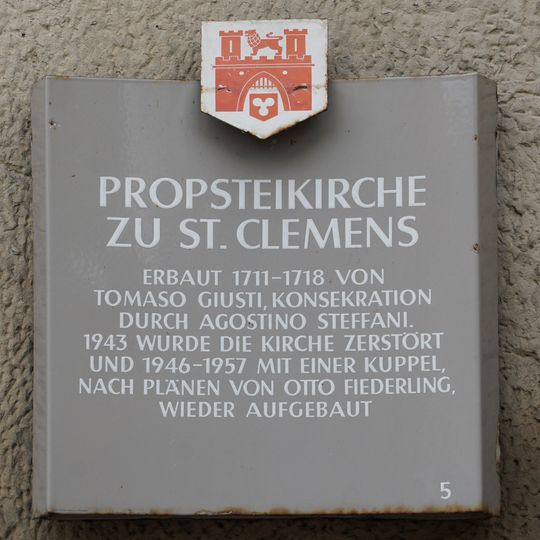 PROPSTEIKIRCHE
ZU ST. CLEMENS
ERBAUT 1711-1718 VON
TOMASO GIUSTI, KONSEKRATION
DURCH AGOSTINO STEFFANI.
1943 WURDE DIE KIRCHE ZERSTÖRT
UND 1946-1957 MIT EINER KUPPEL,
NACH PLÄNEN VON OTTO FIEDERLING,
WIEDER AUFGEBAUT
5